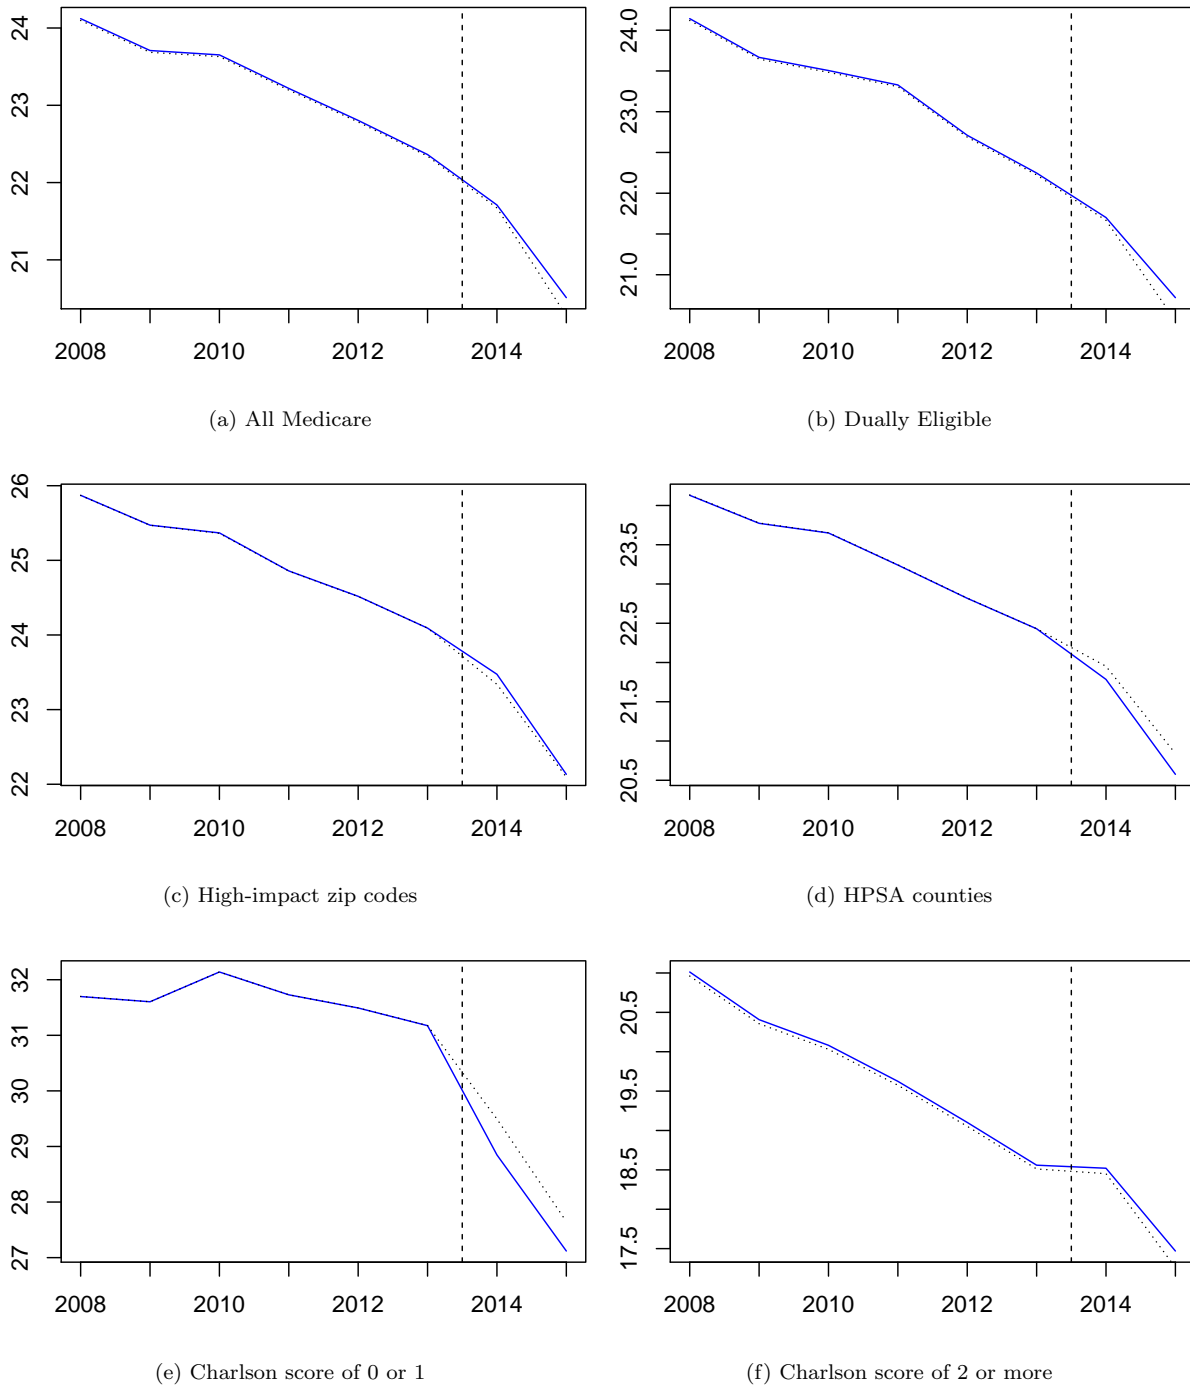 24
23
22
21
2008 2010 2012 2014
(a) All Medicare
24.0
23.0
22.0
21.0
2008 2010 2012 2014
(b) Dually Eligible
26
25
24
23
22
2008 2010 2012 2014
(c) High-impact zip codes
23.5
22.5
21.5
20.5
2008 2010 2012 2014
(d) HPSA counties
32
31
30
29
28
27
2008 2010 2012 2014
(e) Charlson score of 0 or 1
20.5
19.5
18.5
17.5
2008 2010 2012 2014
(f) Charlson score of 2 or more